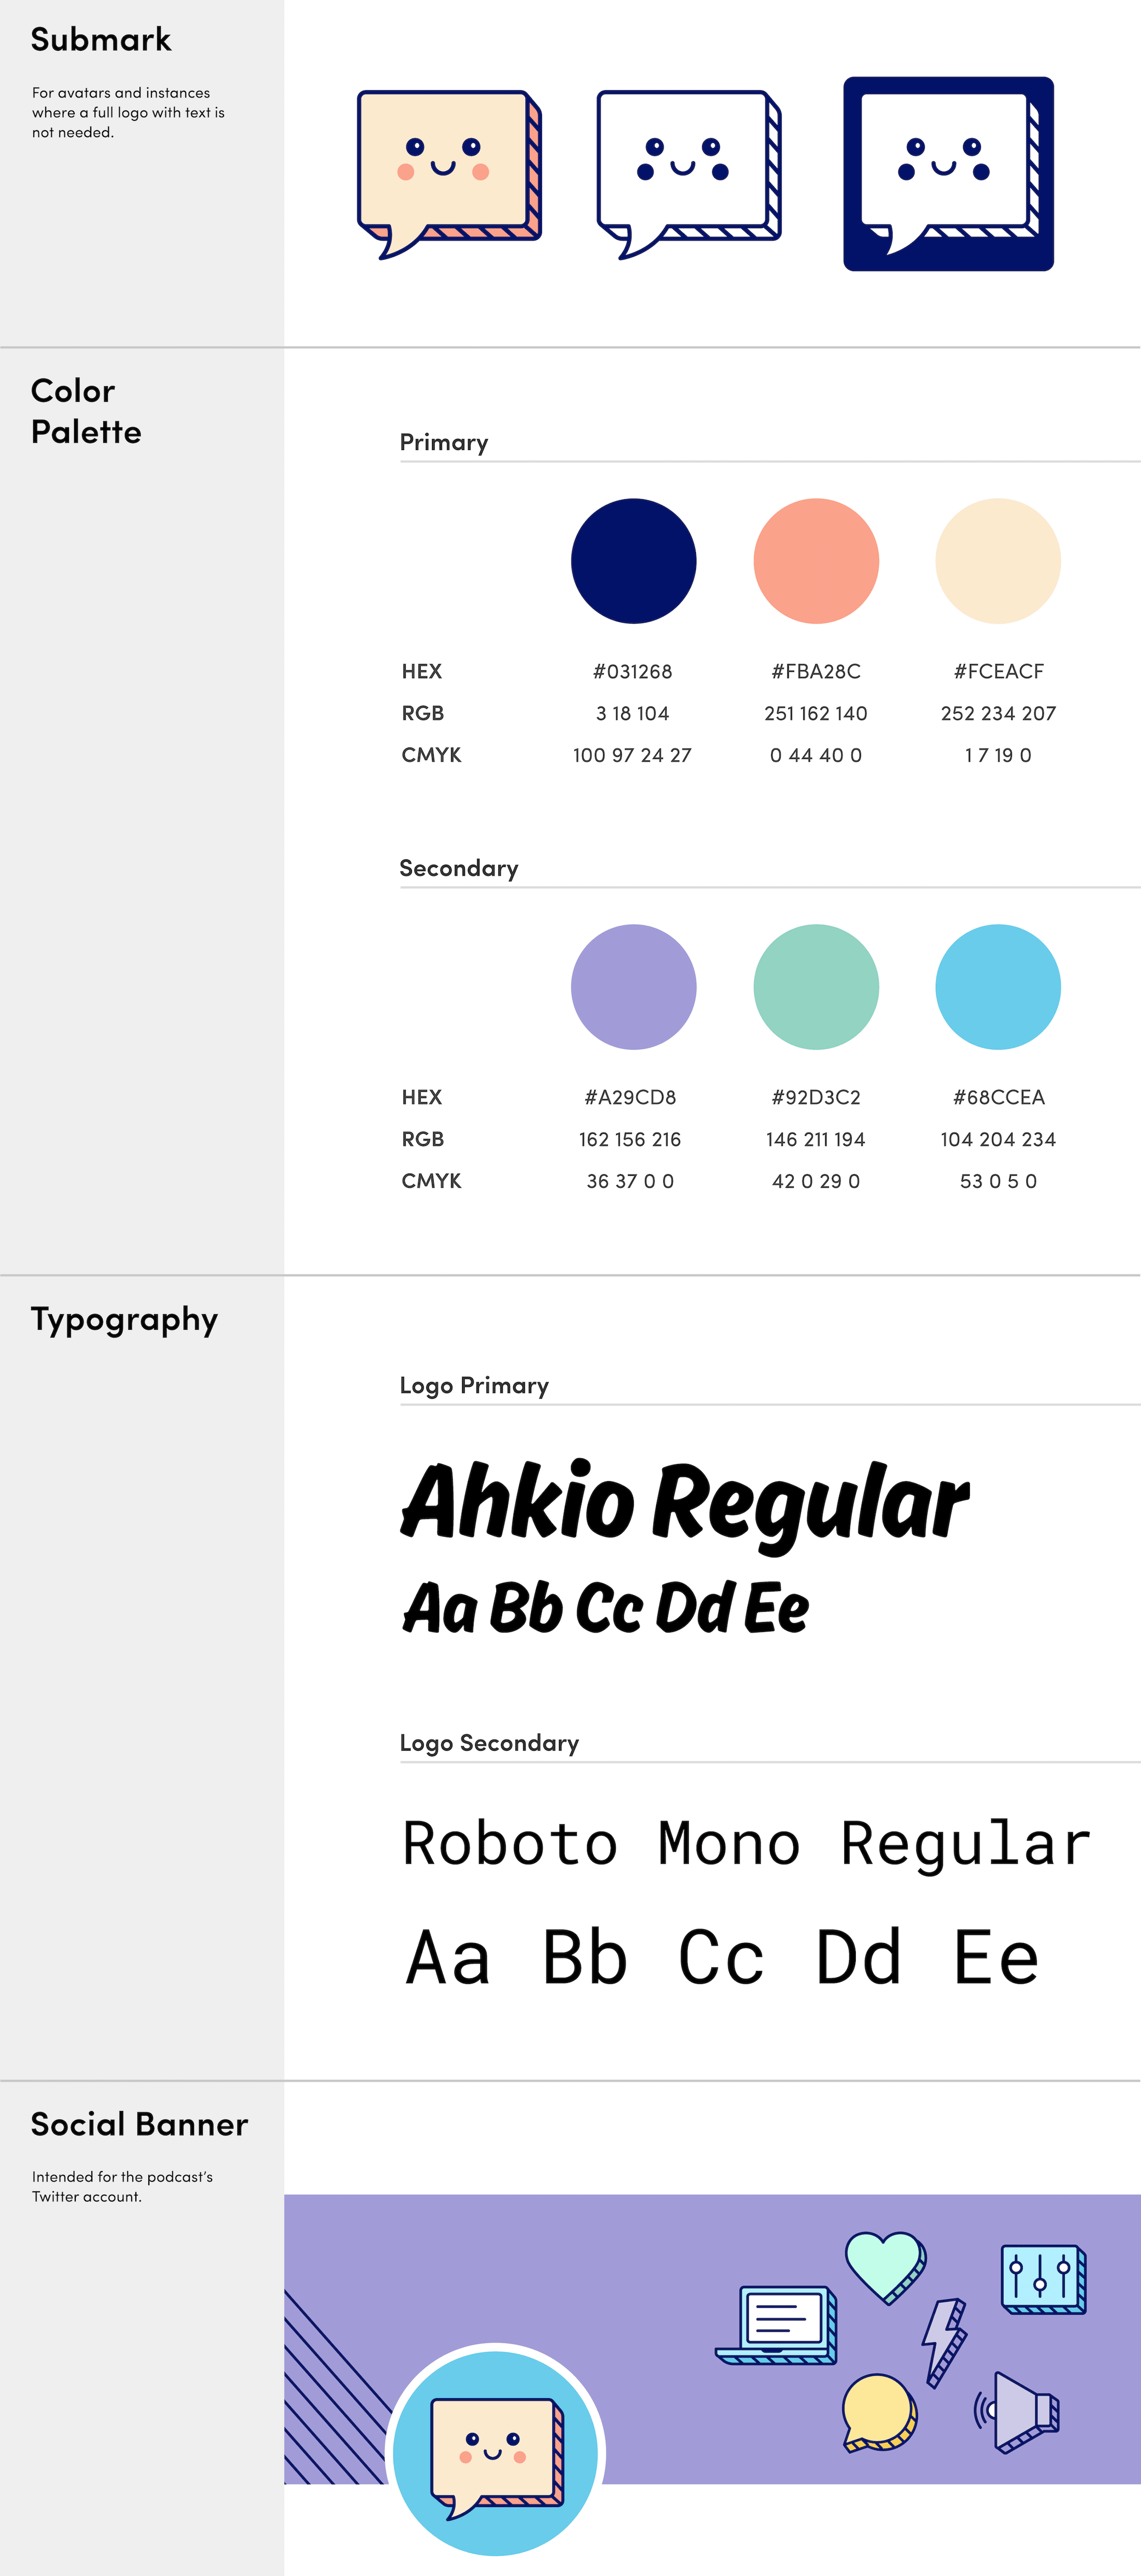 Submark
For avatars and instances
where a full logo with text is
not needed.
Color
Palette
Primary
HEX #031268 #FBA28C #FCEACF
RGB 3 18 104 251 162 140 252 234 207
CMYK 100 97 24 27 0 44 40 0 1 7 19 0
Secondary
HEX #A29CD8 #92D3C2 #68CCEA
RGB 162 156 216 146 211 194 104 204 234
CMYK 36 37 0 0 42 0 29 0 53 0 5 0
Typography
Logo Primary
Ahkio Regular
Aa Bb Cc Dd Ee
Logo Secondary
Roboto Mono Regular
Aa Bb Cc Dd Ee
Social Banner
Intended for the podcast’s
Twitter account.